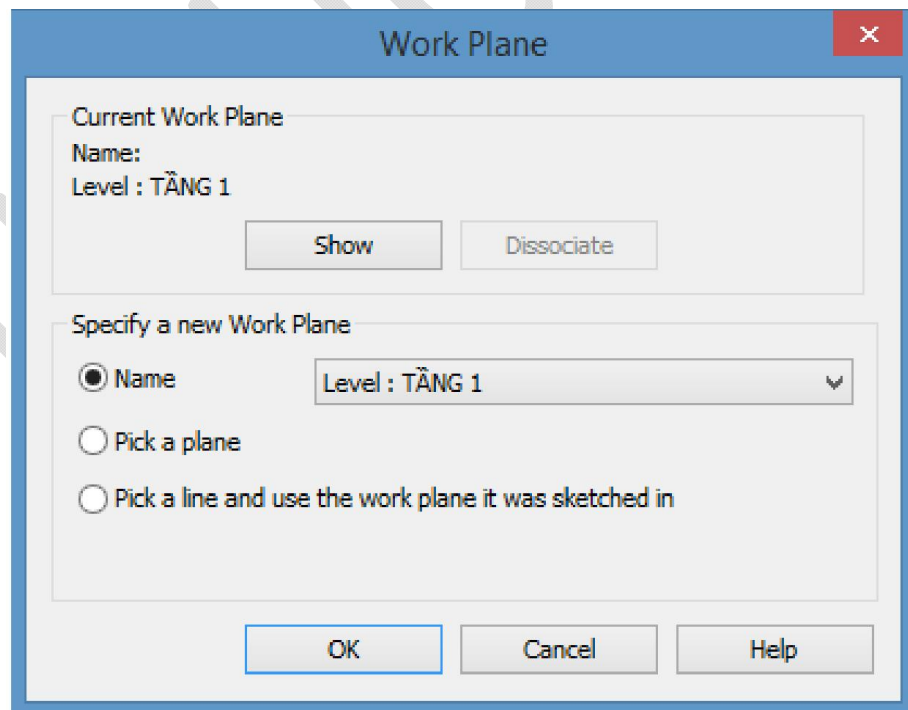 Work Plane
Current Work Plane
Name:
Level : TẦNG 1
Show Dissociate
Specify a new Work Plane
Name Level : TẦNG 1
Pick a plane
Pick a line and use the work plane it was sketched in
OK Cancel Help